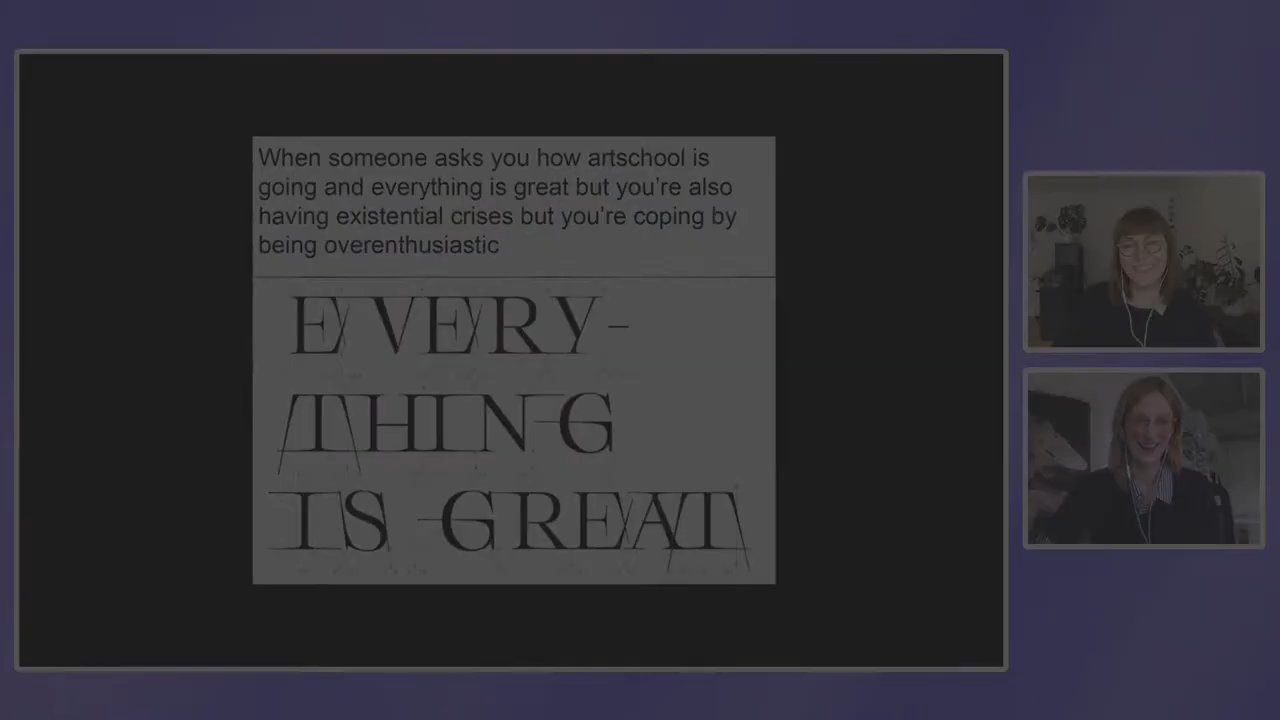 When someone asks you how artschool is
going and everything is great but you’re also
having existential crises but you’re coping by
being overenthusiastic
EVERY-
THING
IS GREAT